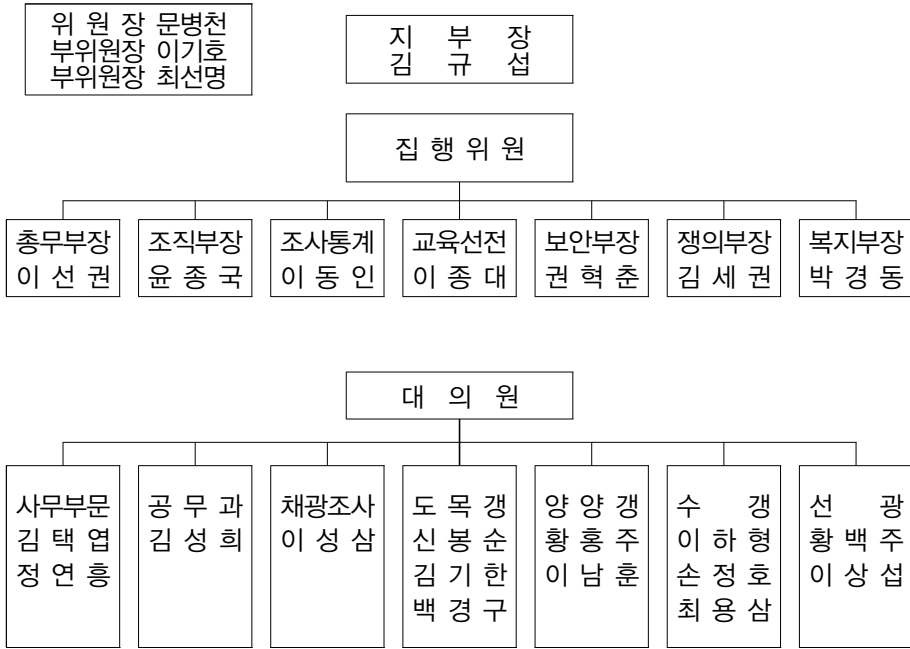 위 원 장 문병천
부위원장 이기호
부위원장 최선명
지 부 장
김 규 섭
집 행 위 원
총무부장
이 선 권
조직부장
윤 종 국
조사통계
이 동 인
교육선전
이 종 대
보안부장
권 혁 춘
쟁의부장
김 세 권
복지부장
박 경 동
대 의 원
사무부문
김 택 엽
정 연 흥
공 무 과
김 성 희
채광조사
이 성 삼
도 목 갱
신 봉 순
김 기 한
백 경 구
양 양 갱
황 홍 주
이 남 훈
수 갱
이 하 형
손 정 호
최 용 삼
선 광
황 백 주
이 상 섭